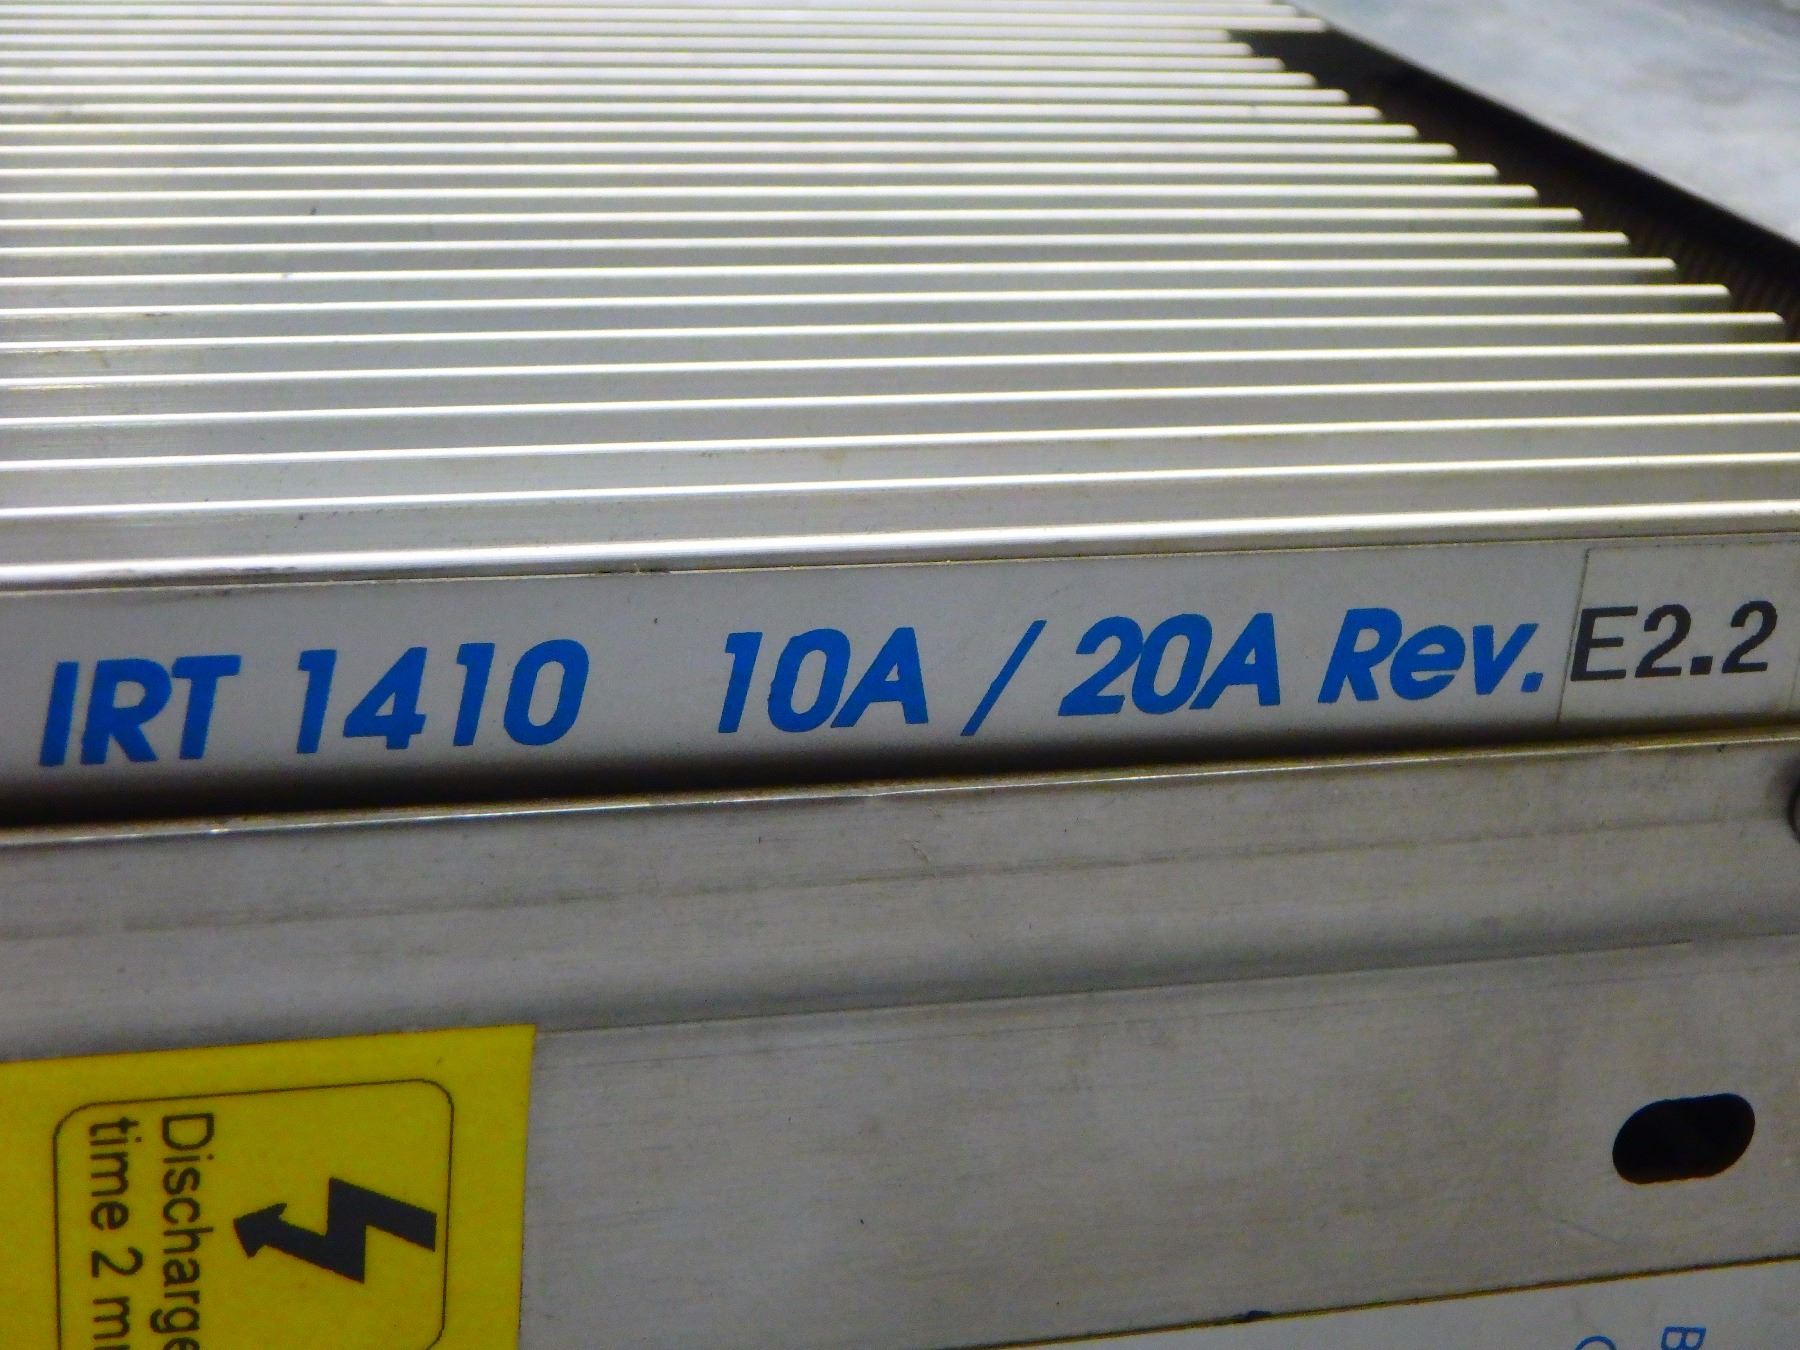 IRT 1410 10A / 20A Rev. E2.2
Discharge
time 2
B